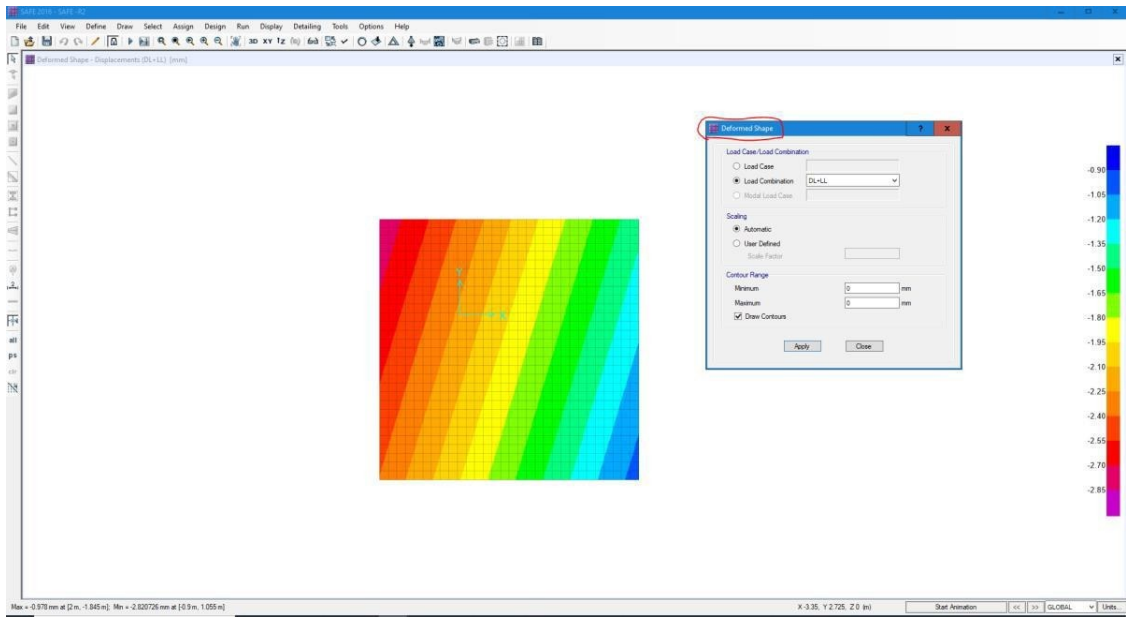 SAFE 2016 - SAFE -R2
File Edit View Define Draw Select Assign Design Run Display Detailing Tools Options Help
3D XY
Deformed Shape - Displacements (DL+LL) [mm]
Deformed Shape
? X
Load Case/Load Combination
Load Case
Load Combination DL+LL
Modal Load Case
Scaling
Automatic
User Defined
Scale Factor
Contour Range
Minimum 0 mm
Maximum 0 mm
Draw Contours
Apply Close
Y
X
-0.90
-1.05
-1.20
-1.35
-1.50
-1.65
-1.80
-1.95
-2.10
-2.25
-2.40
-2.55
-2.70
-2.85
all
ps
clr
Max = -0.978 mm at [2 m, -1.845 m]; Min = -2.820726 mm at [-0.9 m, 1.055 m]
X -3.35, Y 2.725, Z 0 (m) Start Animation << >> GLOBAL Units...